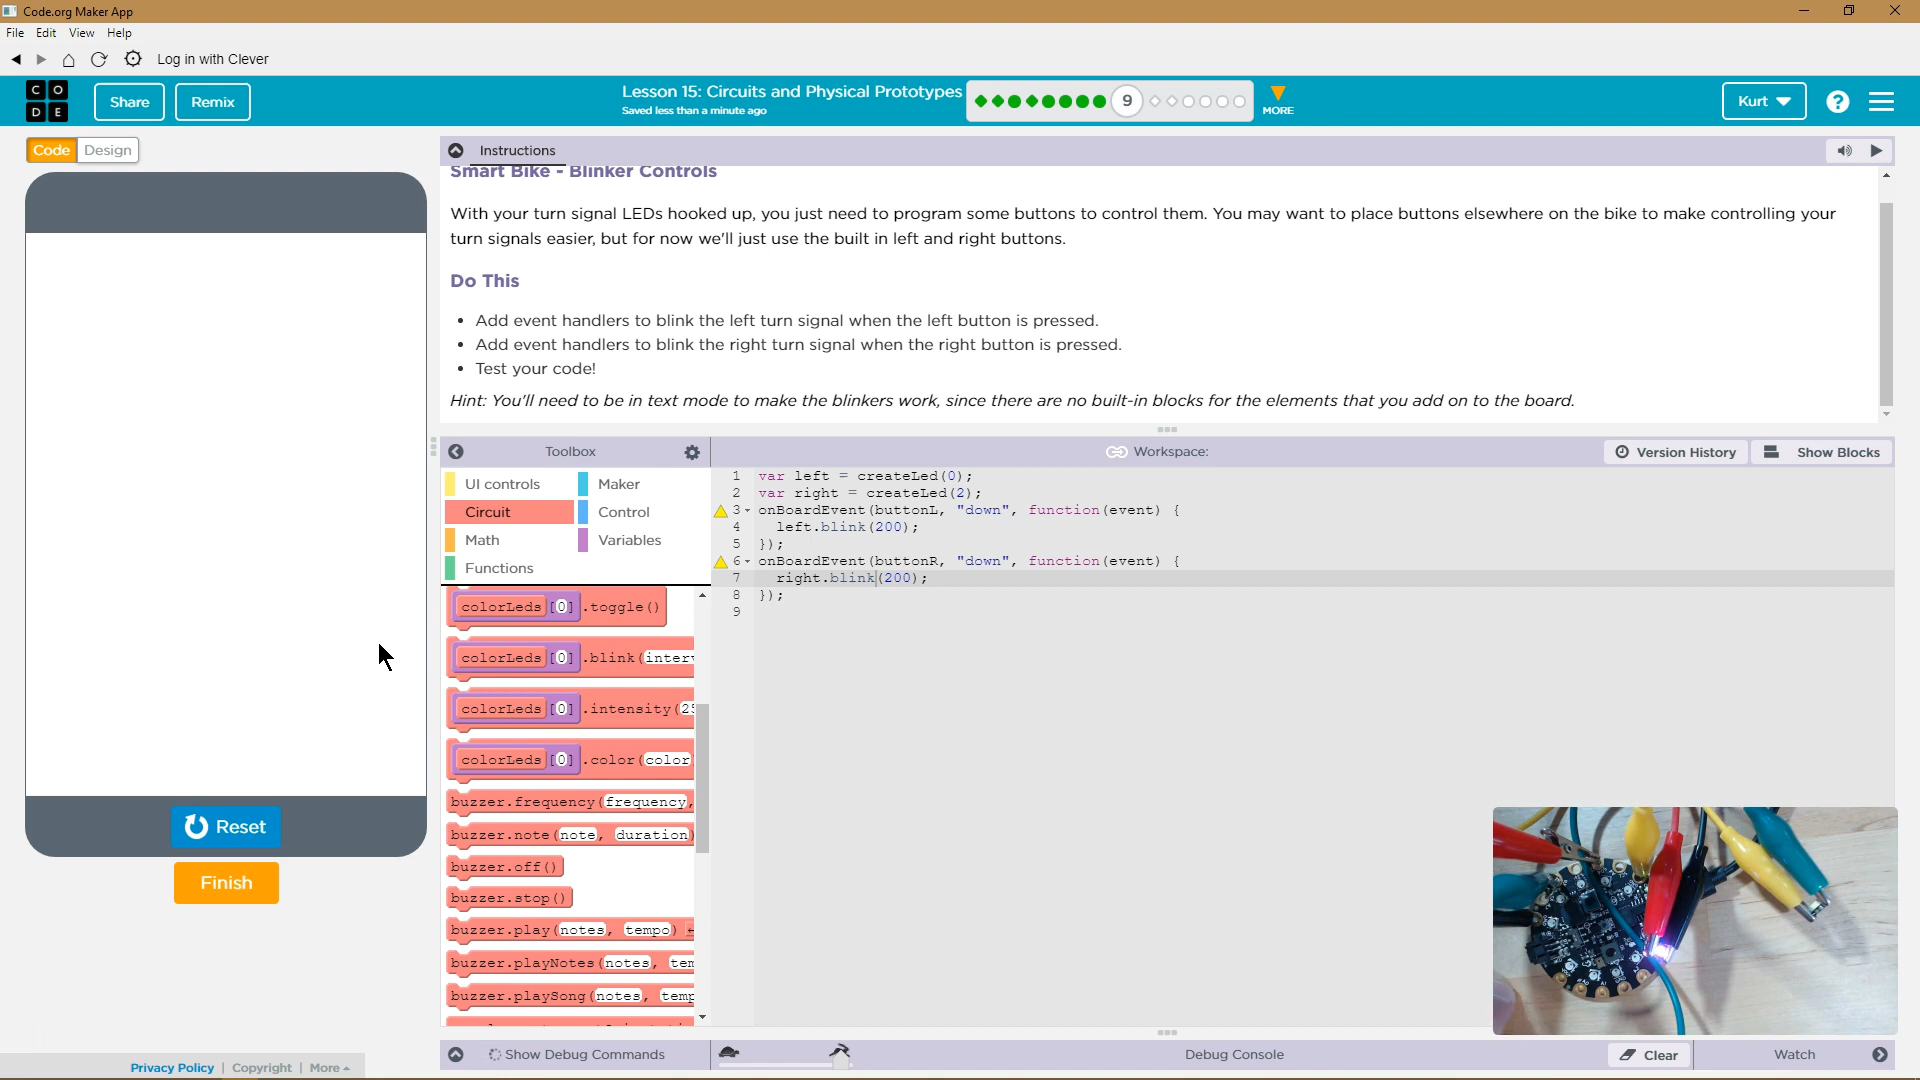 Code.org Maker App
File Edit View Help
Log in with Clever
CODE
Share
Remix
Lesson 15: Circuits and Physical Prototypes
Saved less than a minute ago
9
MORE
Kurt
?
Code
Design
Instructions
Smart Bike - Blinker Controls
With your turn signal LEDs hooked up, you just need to program some buttons to control them. You may want to place buttons elsewhere on the bike to make controlling your
turn signals easier, but for now we'll just use the built in left and right buttons.
Do This
• Add event handlers to blink the left turn signal when the left button is pressed.
• Add event handlers to blink the right turn signal when the right button is pressed.
• Test your code!
Hint: You'll need to be in text mode to make the blinkers work, since there are no built-in blocks for the elements that you add on to the board.
Toolbox
Workspace:
Version History
Show Blocks
UI controls
Maker
Circuit
Control
Math
Variables
Functions
colorLeds [0] .toggle()
colorLeds [0] .blink(interv
colorLeds [0] .intensity(25
colorLeds [0] .color(color
buzzer.frequency(frequency,
buzzer.note(note, duration)
buzzer.off()
buzzer.stop()
buzzer.play(notes, tempo)
buzzer.playNotes(notes, tem
buzzer.playSong(notes, temp
1 var left = createLed(0);
2 var right = createLed(2);
3 onBoardEvent(buttonL, "down", function(event) {
4 left.blink(200);
5 });
6 onBoardEvent(buttonR, "down", function(event) {
7 right.blink(200);
8 });
9
Reset
Finish
Show Debug Commands
Debug Console
Clear
Watch
Privacy Policy | Copyright | More